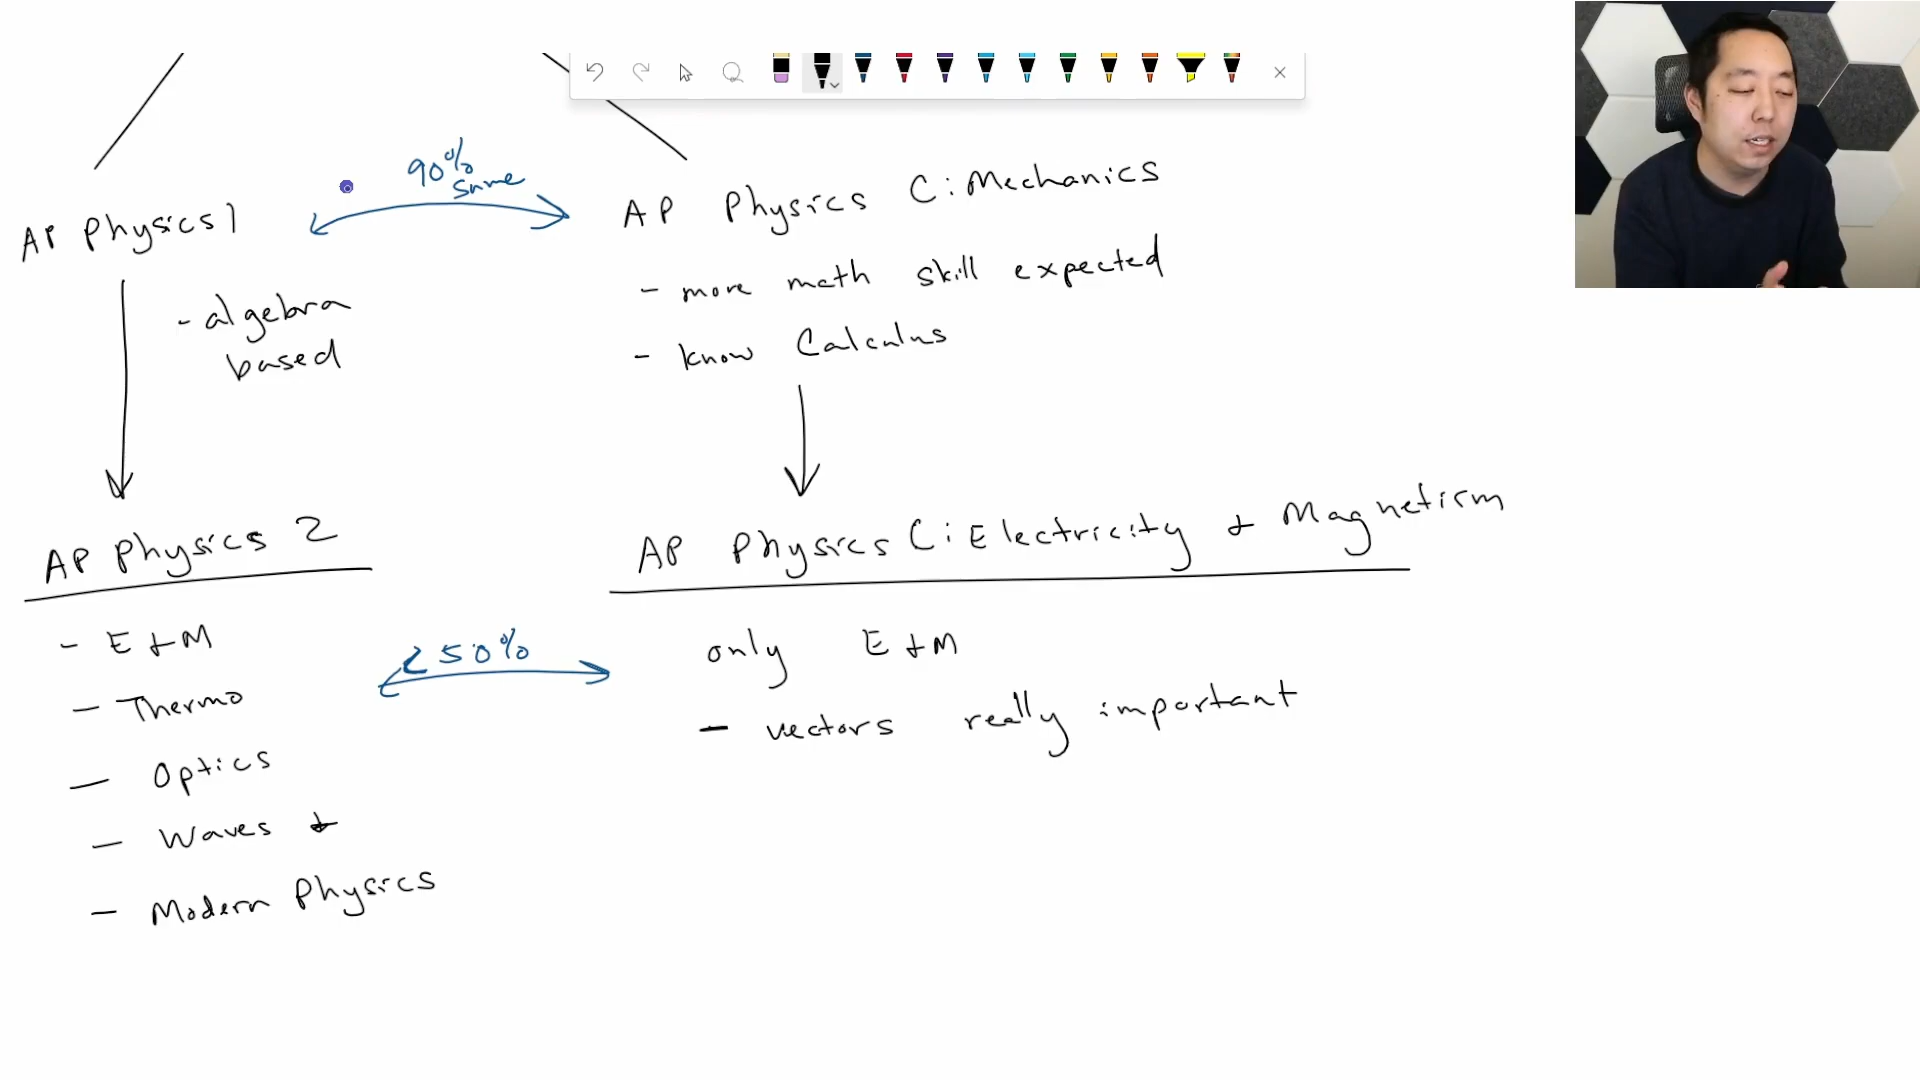 90%
same
AP Physics 1
AP Physics C: Mechanics
- algebra
based
- more math skill expected
- know Calculus
AP Physics 2
AP Physics C: Electricity & Magnetism
- E & M
- Thermo
- Optics
- Waves &
- Modern Physics
<50%
only E & M
- vectors really important